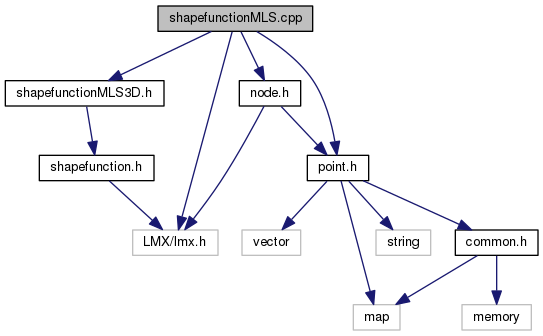 shapefunctionMLS.cpp
shapefunctionMLS3D.h
node.h
shapefunction.h
point.h
LMX/lmx.h
vector
string
common.h
map
memory